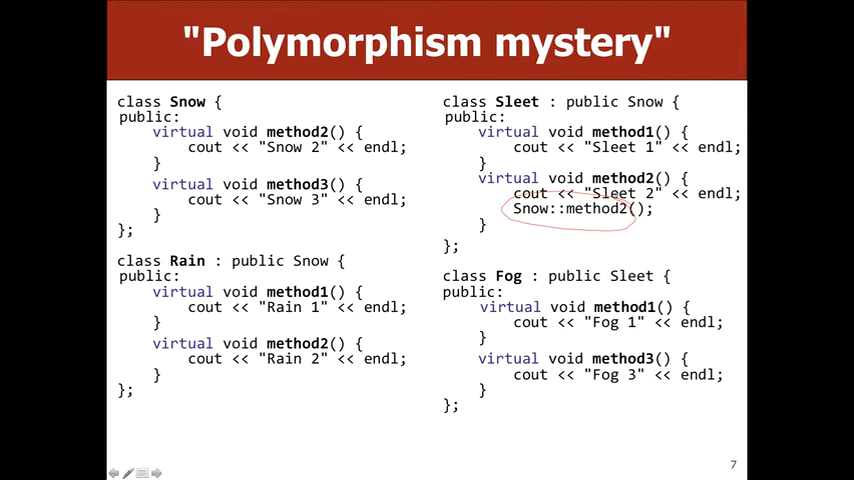 "Polymorphism mystery"
class Snow {
public:
    virtual void method2() {
        cout << "Snow 2" << endl;
    }
    virtual void method3() {
        cout << "Snow 3" << endl;
    }
};
class Rain : public Snow {
public:
    virtual void method1() {
        cout << "Rain 1" << endl;
    }
    virtual void method2() {
        cout << "Rain 2" << endl;
    }
};
class Sleet : public Snow {
public:
    virtual void method1() {
        cout << "Sleet 1" << endl;
    }
    virtual void method2() {
        cout << "Sleet 2" << endl;
        Snow::method2();
    }
};
class Fog : public Sleet {
public:
    virtual void method1() {
        cout << "Fog 1" << endl;
    }
    virtual void method3() {
        cout << "Fog 3" << endl;
    }
};
7